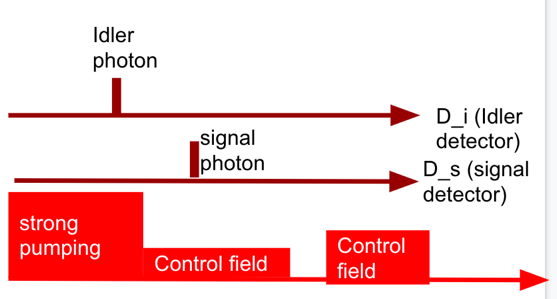 Idler
photon
D_i (Idler
detector)
signal
photon
D_s (signal
detector)
strong
pumping
Control field
Control
field